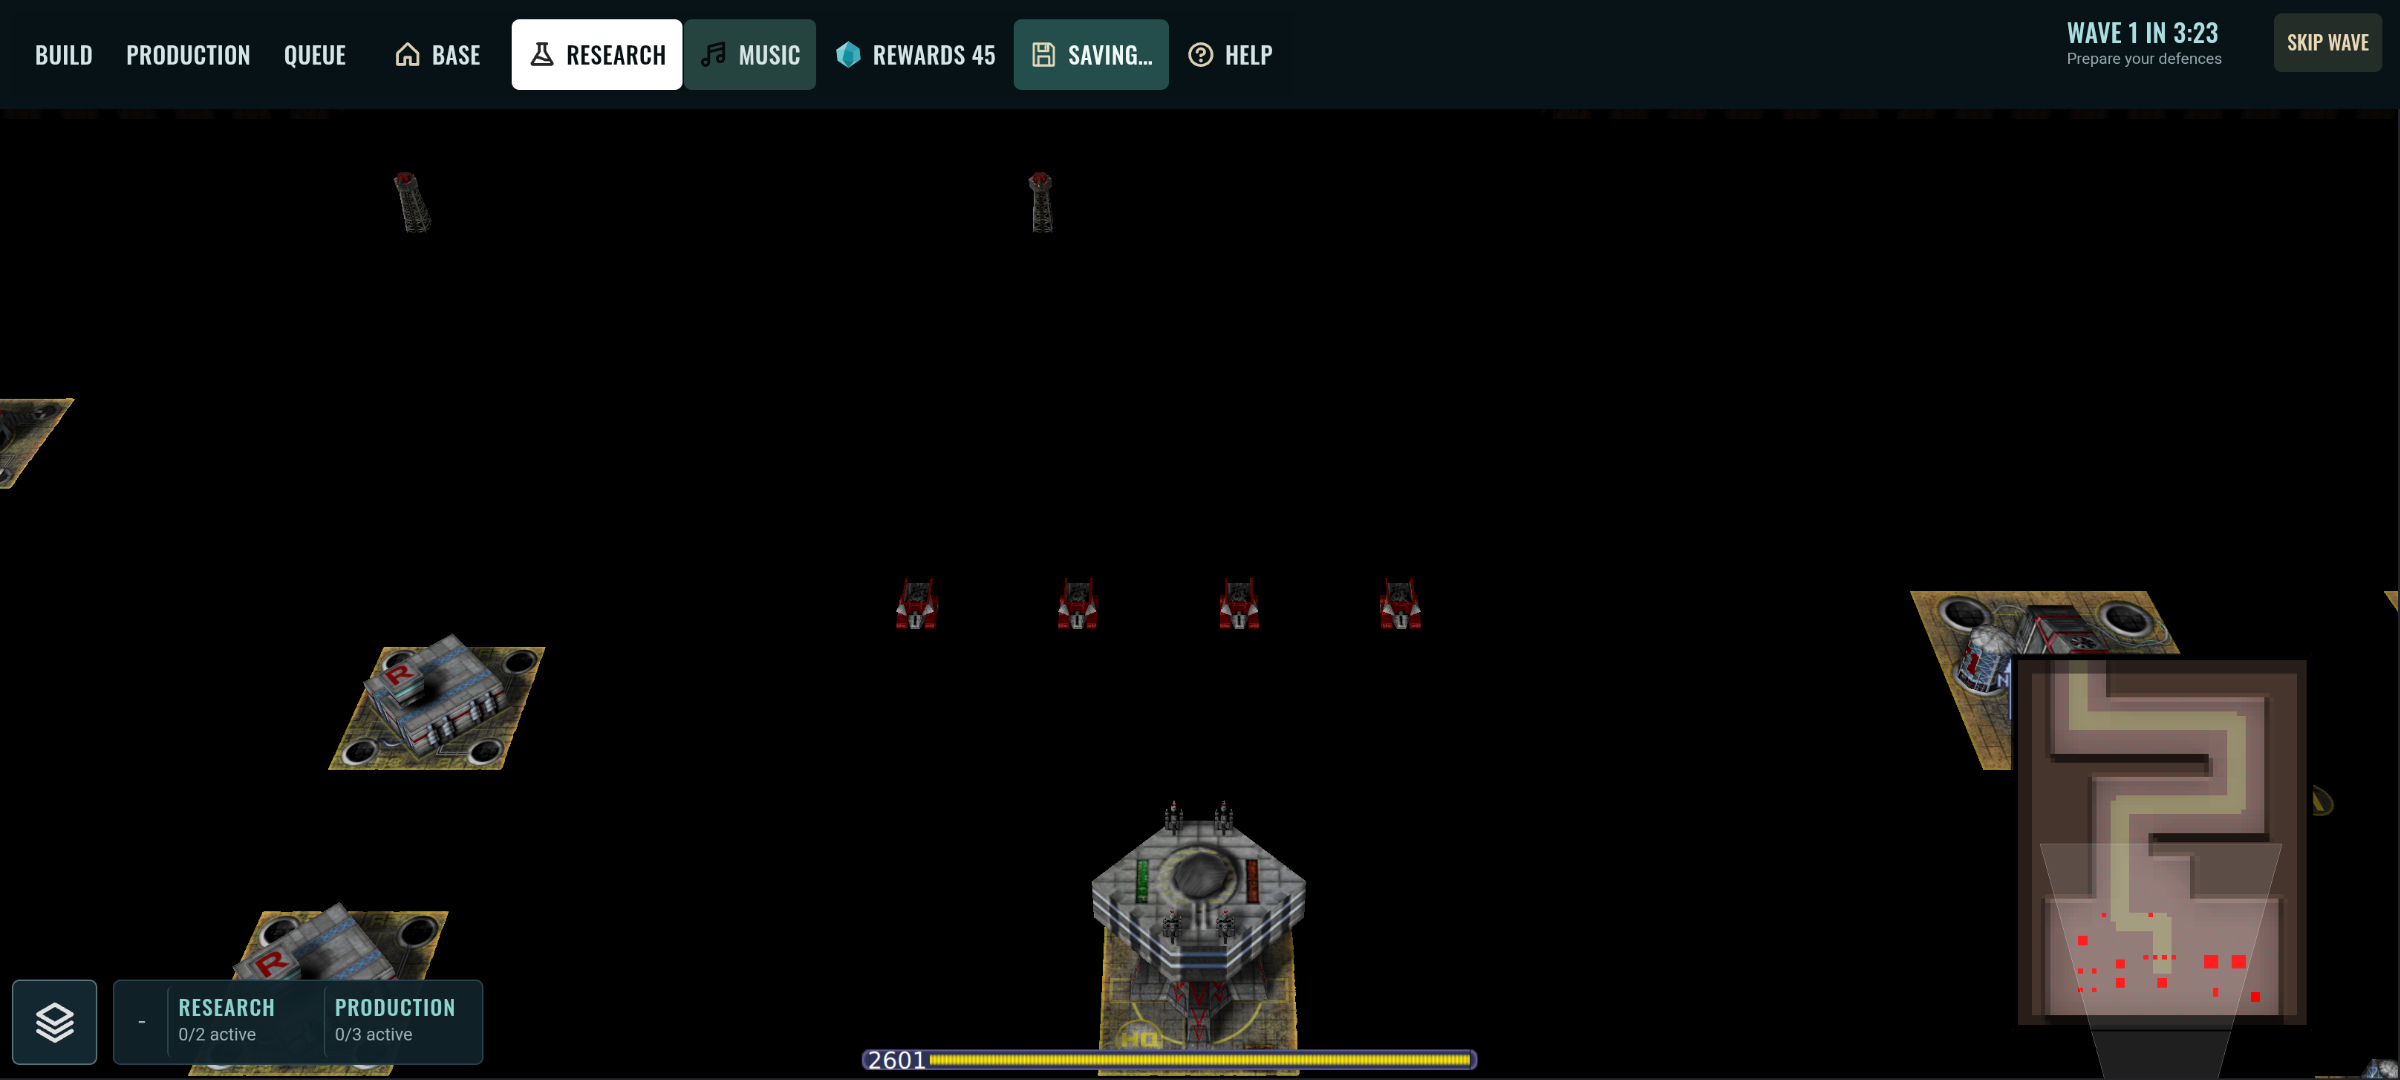 BUILD PRODUCTION QUEUE BASE RESEARCH MUSIC REWARDS 45 SAVING... HELP
WAVE 1 IN 3:23
Prepare your defences
SKIP WAVE
R
R
HQ
-
RESEARCH
0/2 active
PRODUCTION
0/3 active
2601